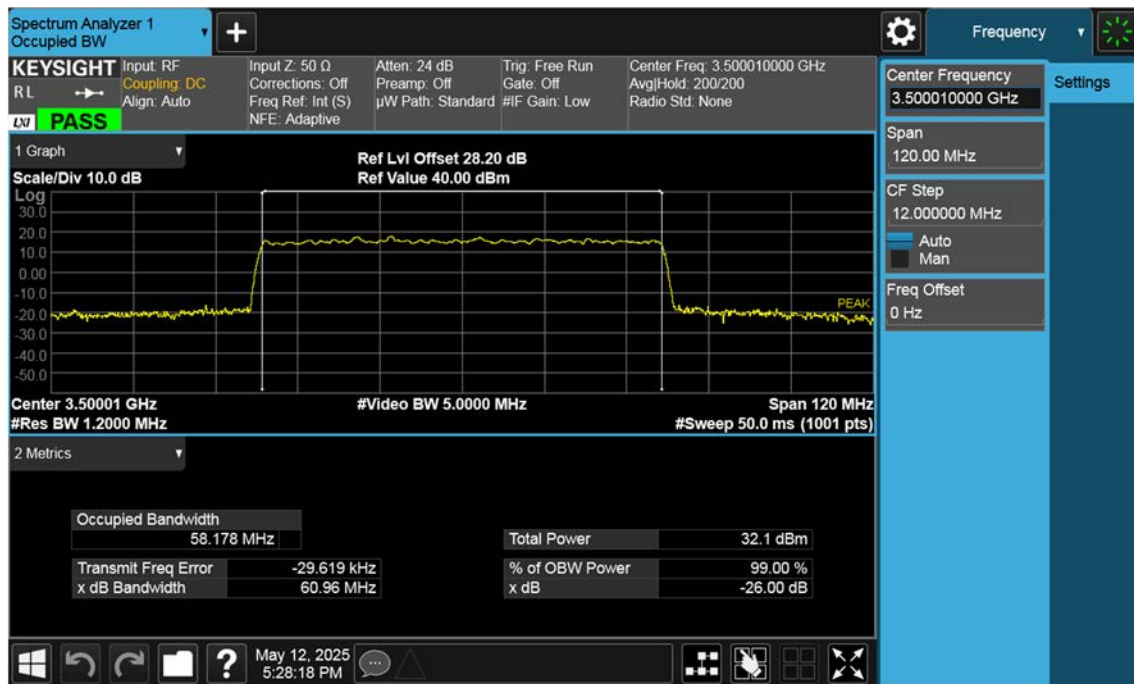 Spectrum Analyzer 1
Occupied BW
Frequency
KEYSIGHT
RL
LXI PASS
Input: RF
Coupling: DC
Align: Auto
Input Z: 50 Ω
Corrections: Off
Freq Ref: Int (S)
NFE: Adaptive
Atten: 24 dB
Preamp: Off
µW Path: Standard
Trig: Free Run
Gate: Off
#IF Gain: Low
Center Freq: 3.500010000 GHz
Avg|Hold: 200/200
Radio Std: None
1 Graph
Scale/Div 10.0 dB
Ref Lvl Offset 28.20 dB
Ref Value 40.00 dBm
Log
30.0
20.0
10.0
0.00
-10.0
-20.0
-30.0
-40.0
-50.0
PEAK
Center 3.50001 GHz
#Video BW 5.0000 MHz
Span 120 MHz
#Res BW 1.2000 MHz
#Sweep 50.0 ms (1001 pts)
2 Metrics
Occupied Bandwidth
58.178 MHz
Total Power 32.1 dBm
Transmit Freq Error -29.619 kHz
% of OBW Power 99.00 %
x dB Bandwidth 60.96 MHz
x dB -26.00 dB
?
May 12, 2025
5:28:18 PM
Center Frequency
3.500010000 GHz
Settings
Span
120.00 MHz
CF Step
12.000000 MHz
Auto
Man
Freq Offset
0 Hz